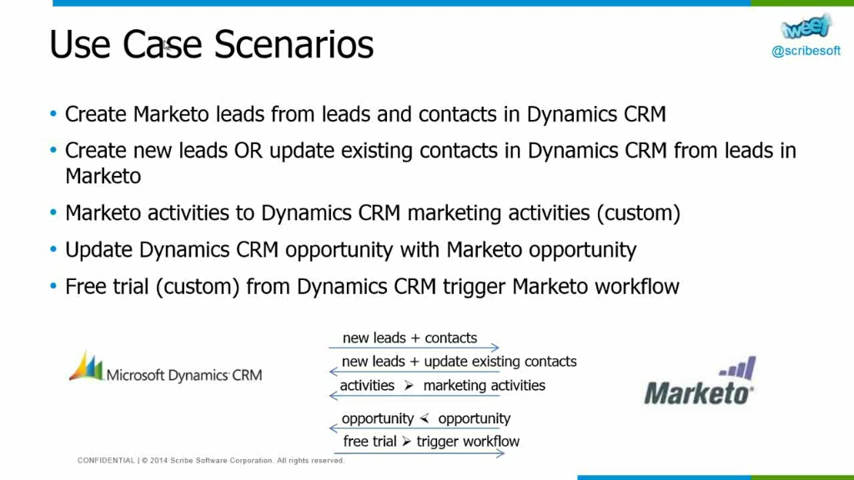 Use Case Scenarios
tweet
@scribesoft
• Create Marketo leads from leads and contacts in Dynamics CRM
• Create new leads OR update existing contacts in Dynamics CRM from leads in
Marketo
• Marketo activities to Dynamics CRM marketing activities (custom)
• Update Dynamics CRM opportunity with Marketo opportunity
• Free trial (custom) from Dynamics CRM trigger Marketo workflow
new leads + contacts
new leads + update existing contacts
Microsoft Dynamics CRM
activities ➢ marketing activities
Marketo®
opportunity < opportunity
free trial ➢ trigger workflow
CONFIDENTIAL | © 2014 Scribe Software Corporation. All rights reserved.